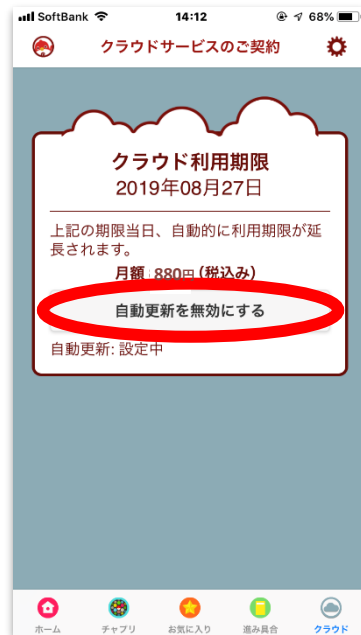 SoftBank 14:12 68%
クラウドサービスのご契約
クラウド利用期限
2019年08月27日
上記の期限当日、自動的に利用期限が延
長されます。
月額 880円 (税込み)
自動更新を無効にする
自動更新: 設定中
ホーム チャプリ お気に入り 進み具合 クラウド